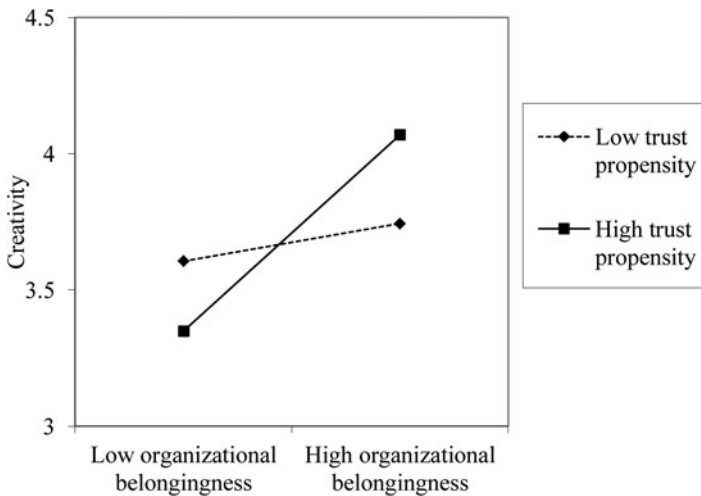 4.5
4
3.5
3
Creativity
Low organizational
belongingness
High organizational
belongingness
Low trust
propensity
High trust
propensity